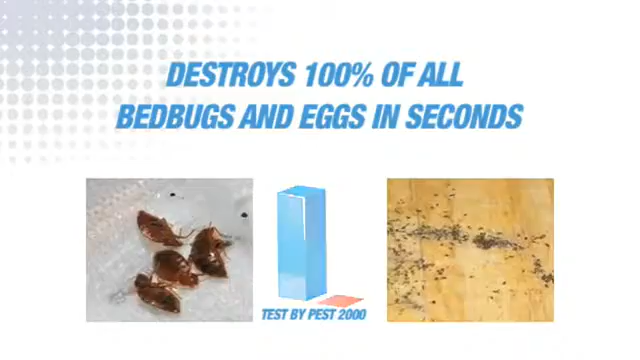 DESTROYS 100% OF ALL
BEDBUGS AND EGGS IN SECONDS
TEST BY PEST 2000